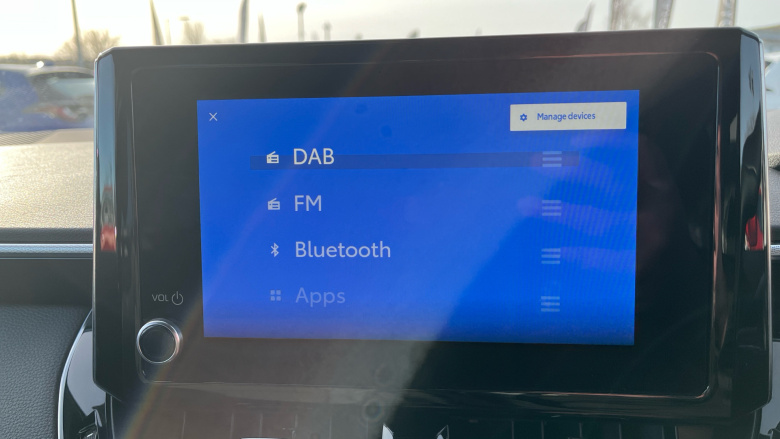 Manage devices
DAB
FM
Bluetooth
Apps
VOL